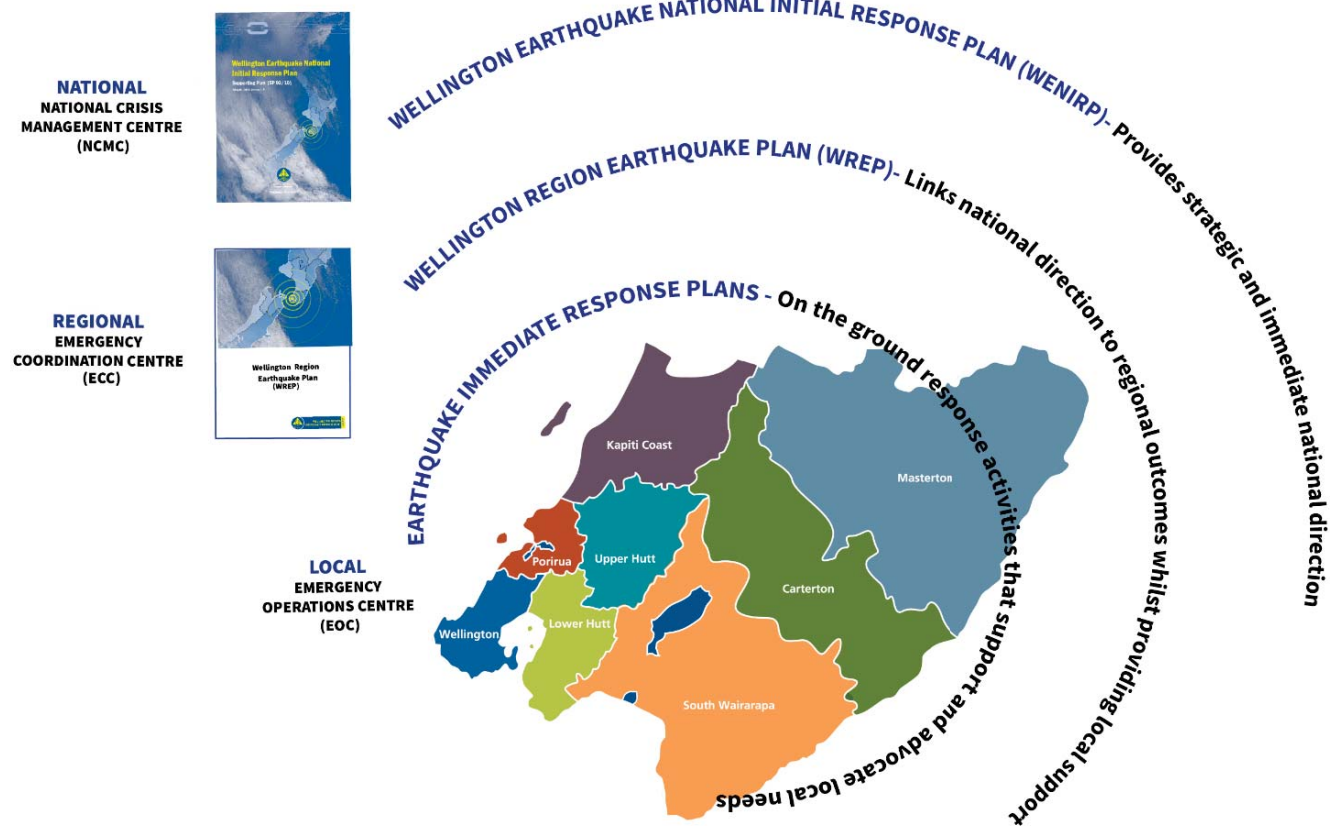 NATIONAL
NATIONAL CRISIS
MANAGEMENT CENTRE
(NCMC)
Wellington Earthquake National
Initial Response Plan
WELLINGTON EARTHQUAKE NATIONAL INITIAL RESPONSE PLAN (WENIRP)- Provides strategic and immediate national direction
REGIONAL
EMERGENCY
COORDINATION CENTRE
(ECC)
Wellington Region
Earthquake Plan
(WREP)
WELLINGTON REGION EARTHQUAKE PLAN (WREP)- Links national direction to regional outcomes whilst providing local support
LOCAL
EMERGENCY
OPERATIONS CENTRE
(EOC)
EARTHQUAKE IMMEDIATE RESPONSE PLANS - On the ground response activities that support and advocate local needs
Kapiti Coast
Masterton
Porirua
Upper Hutt
Carterton
Wellington
Lower Hutt
South Wairarapa